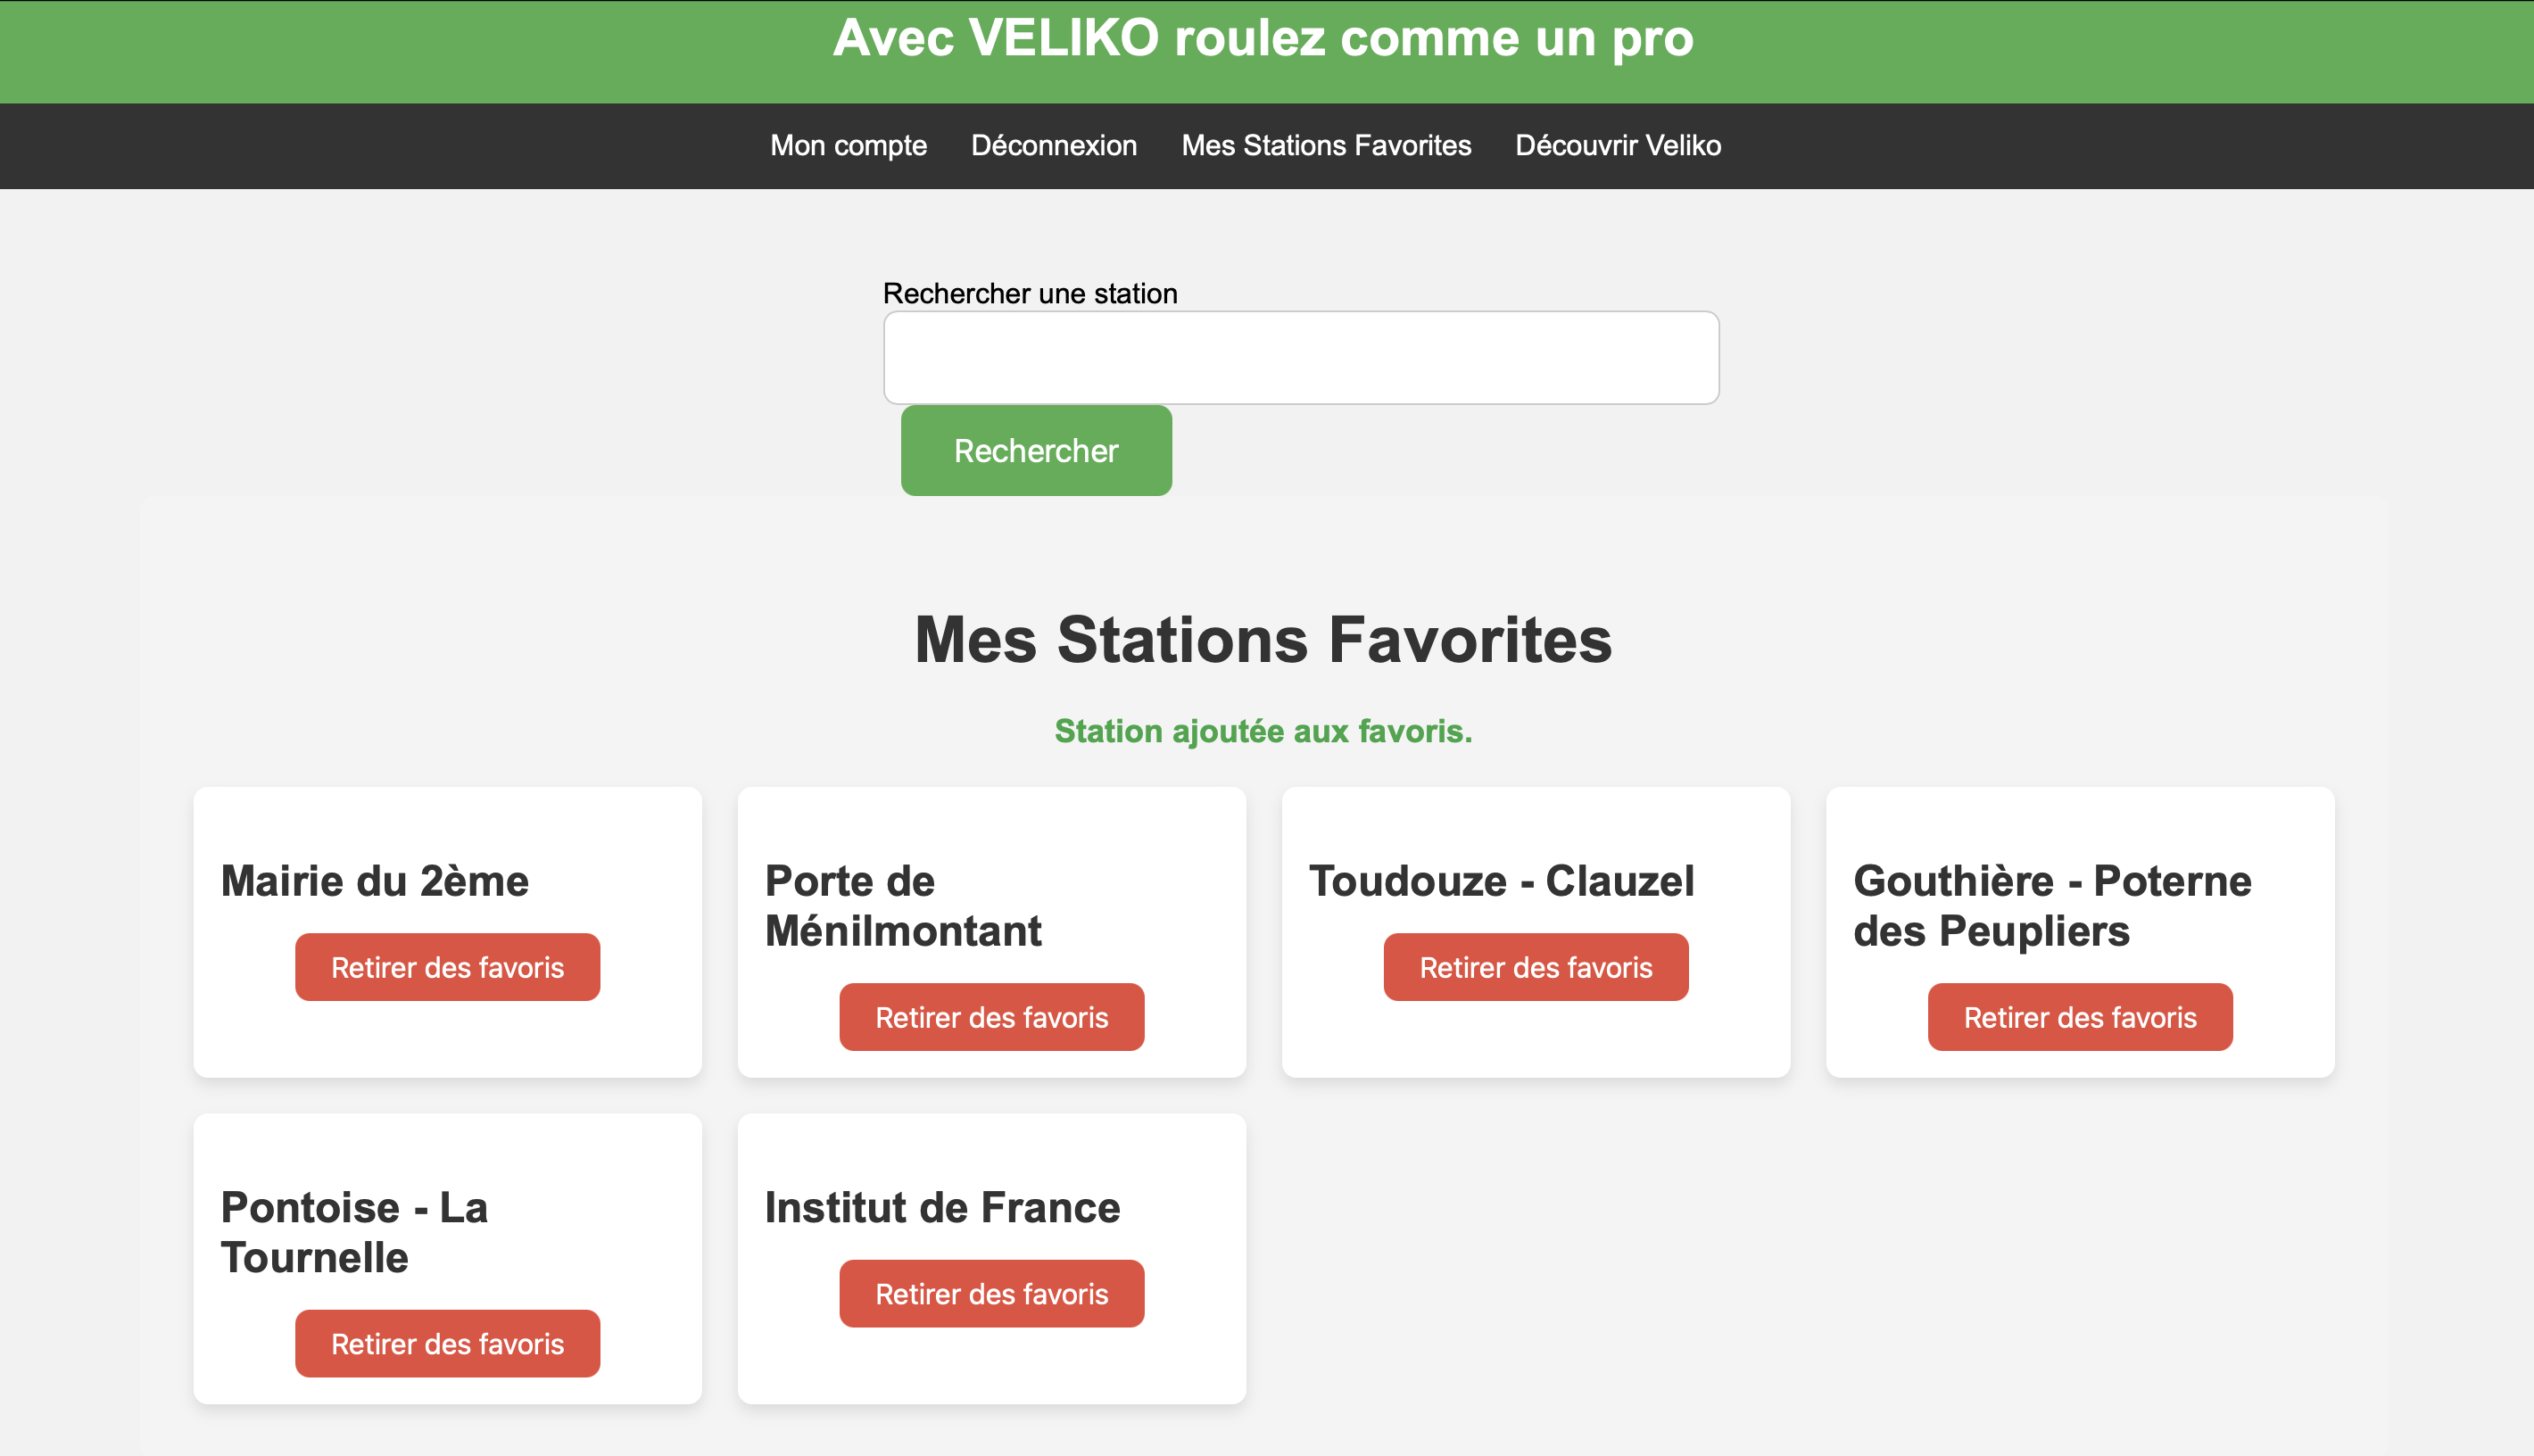 Avec VELIKO roulez comme un pro
Mon compte Déconnexion Mes Stations Favorites Découvrir Veliko
Rechercher une station
Rechercher
Mes Stations Favorites
Station ajoutée aux favoris.
Mairie du 2ème
Retirer des favoris
Porte de
Ménilmontant
Retirer des favoris
Toudouze - Clauzel
Retirer des favoris
Gouthière - Poterne
des Peupliers
Retirer des favoris
Pontoise - La
Tournelle
Retirer des favoris
Institut de France
Retirer des favoris